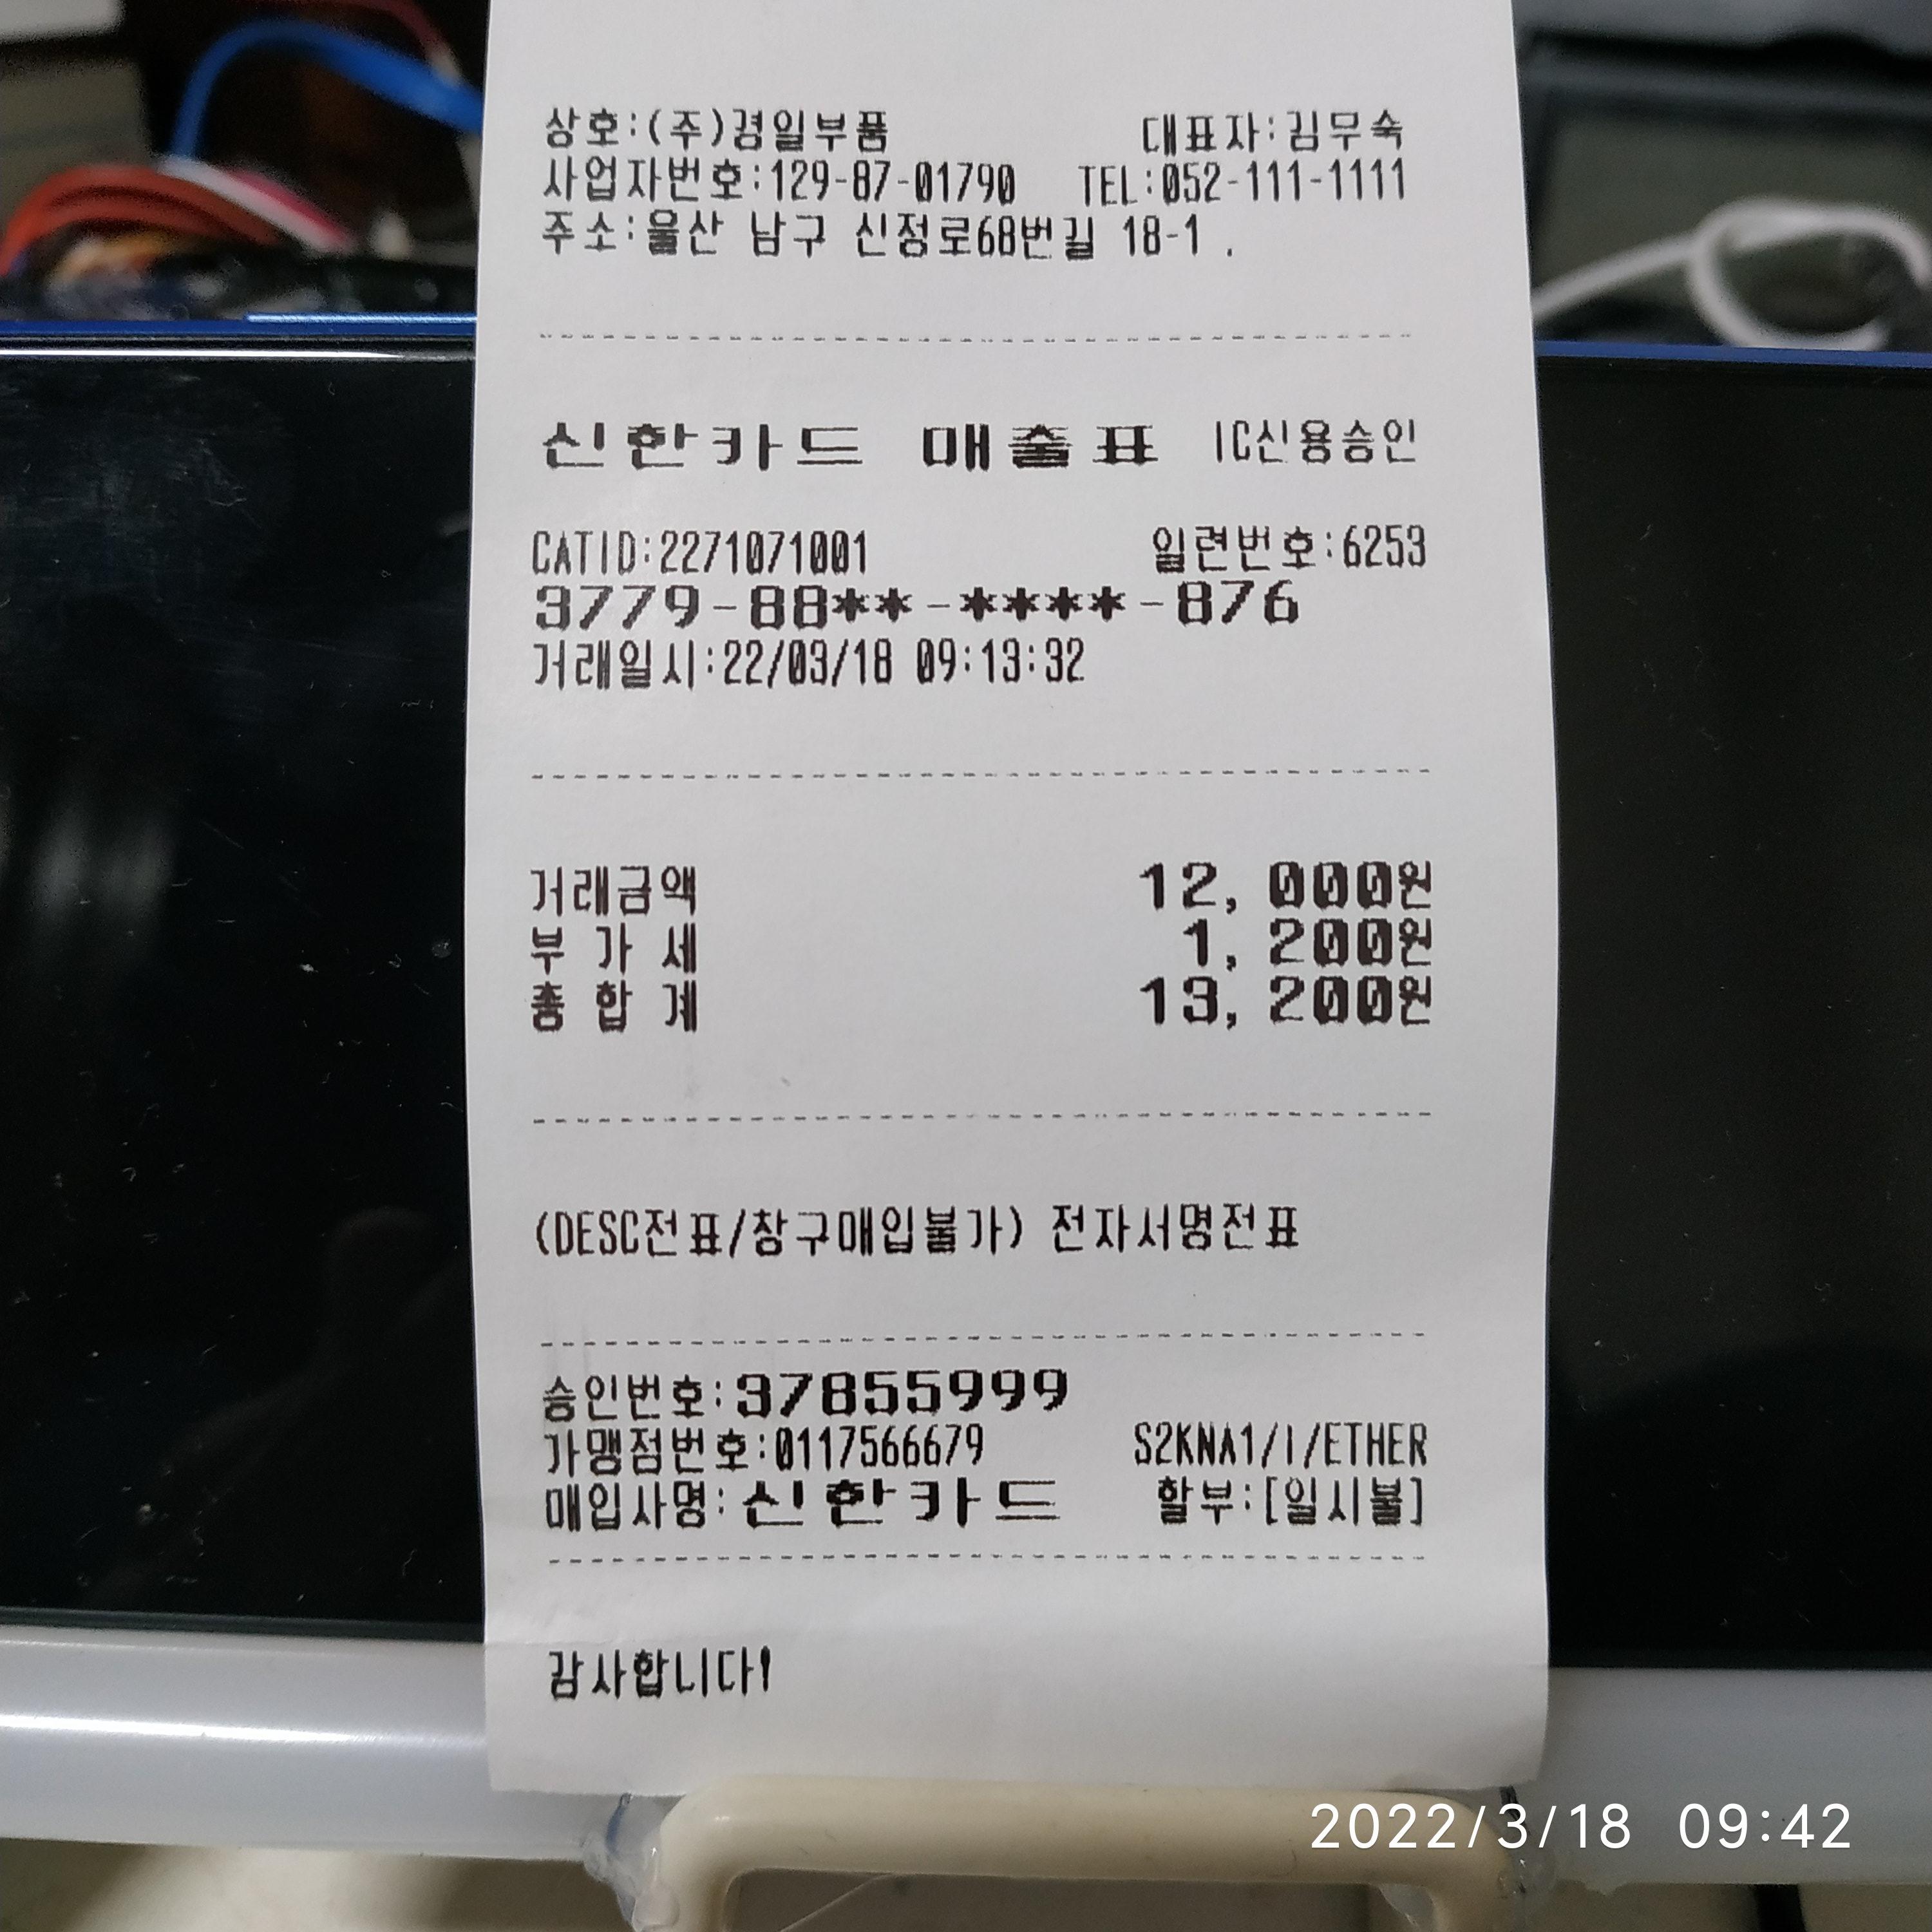 상호:(주)경일부품 대표자:김무숙
사업자번호:129-87-01790 TEL:052-111-1111
주소:울산 남구 신정로68번길 18-1 .
신한카드 매출표 IC신용승인
CATID:2271071001 일련번호:6253
3779-88**-****-876
거래일시:22/03/18 09:13:32
거래금액 12,000원
부 가 세 1,200원
총 합 계 13,200원
(DESC전표/창구매입불가) 전자서명전표
승인번호:37855999
가맹점번호:0117566679 S2KNA1/I/ETHER
매입사명:신한카드 할부:[일시불]
감사합니다!
2022/3/18 09:42